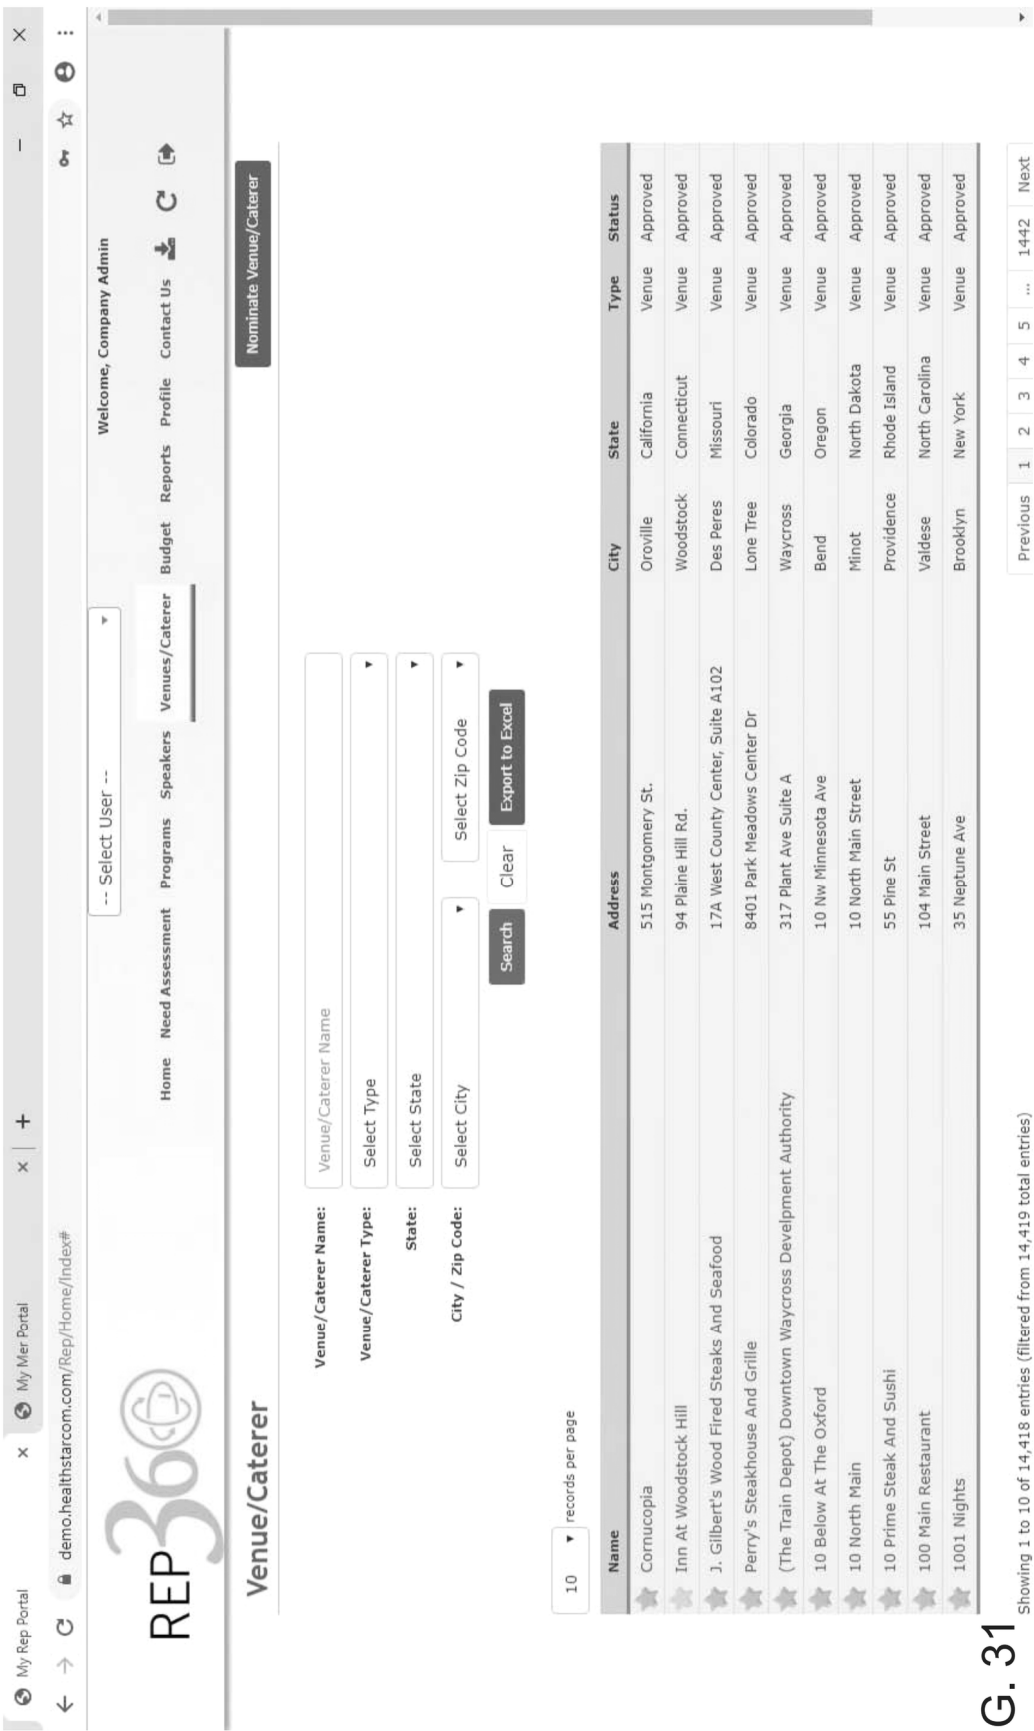 My Rep Portal × My Mer Portal × +
demo.healthstarcom.com/Rep/Home/Index#
-- Select User -- Welcome, Company Admin
REP360
Home Need Assessment Programs Speakers Venues/Caterer Budget Reports Profile Contact Us
Venue/Caterer Nominate Venue/Caterer
Venue/Caterer Name: Venue/Caterer Name
Venue/Caterer Type: Select Type
State: Select State
City / Zip Code: Select City Select Zip Code
Search Clear Export to Excel
10 records per page
Name Address City State Type Status
Cornucopia 515 Montgomery St. Oroville California Venue Approved
Inn At Woodstock Hill 94 Plaine Hill Rd. Woodstock Connecticut Venue Approved
J. Gilbert's Wood Fired Steaks And Seafood 17A West County Center, Suite A102 Des Peres Missouri Venue Approved
Perry's Steakhouse And Grille 8401 Park Meadows Center Dr Lone Tree Colorado Venue Approved
(The Train Depot) Downtown Waycross Develpment Authority 317 Plant Ave Suite A Waycross Georgia Venue Approved
10 Below At The Oxford 10 Nw Minnesota Ave Bend Oregon Venue Approved
10 North Main 10 North Main Street Minot North Dakota Venue Approved
10 Prime Steak And Sushi 55 Pine St Providence Rhode Island Venue Approved
100 Main Restaurant 104 Main Street Valdese North Carolina Venue Approved
1001 Nights 35 Neptune Ave Brooklyn New York Venue Approved
Showing 1 to 10 of 14,418 entries (filtered from 14,419 total entries) Previous 1 2 3 4 5 ... 1442 Next
G. 31